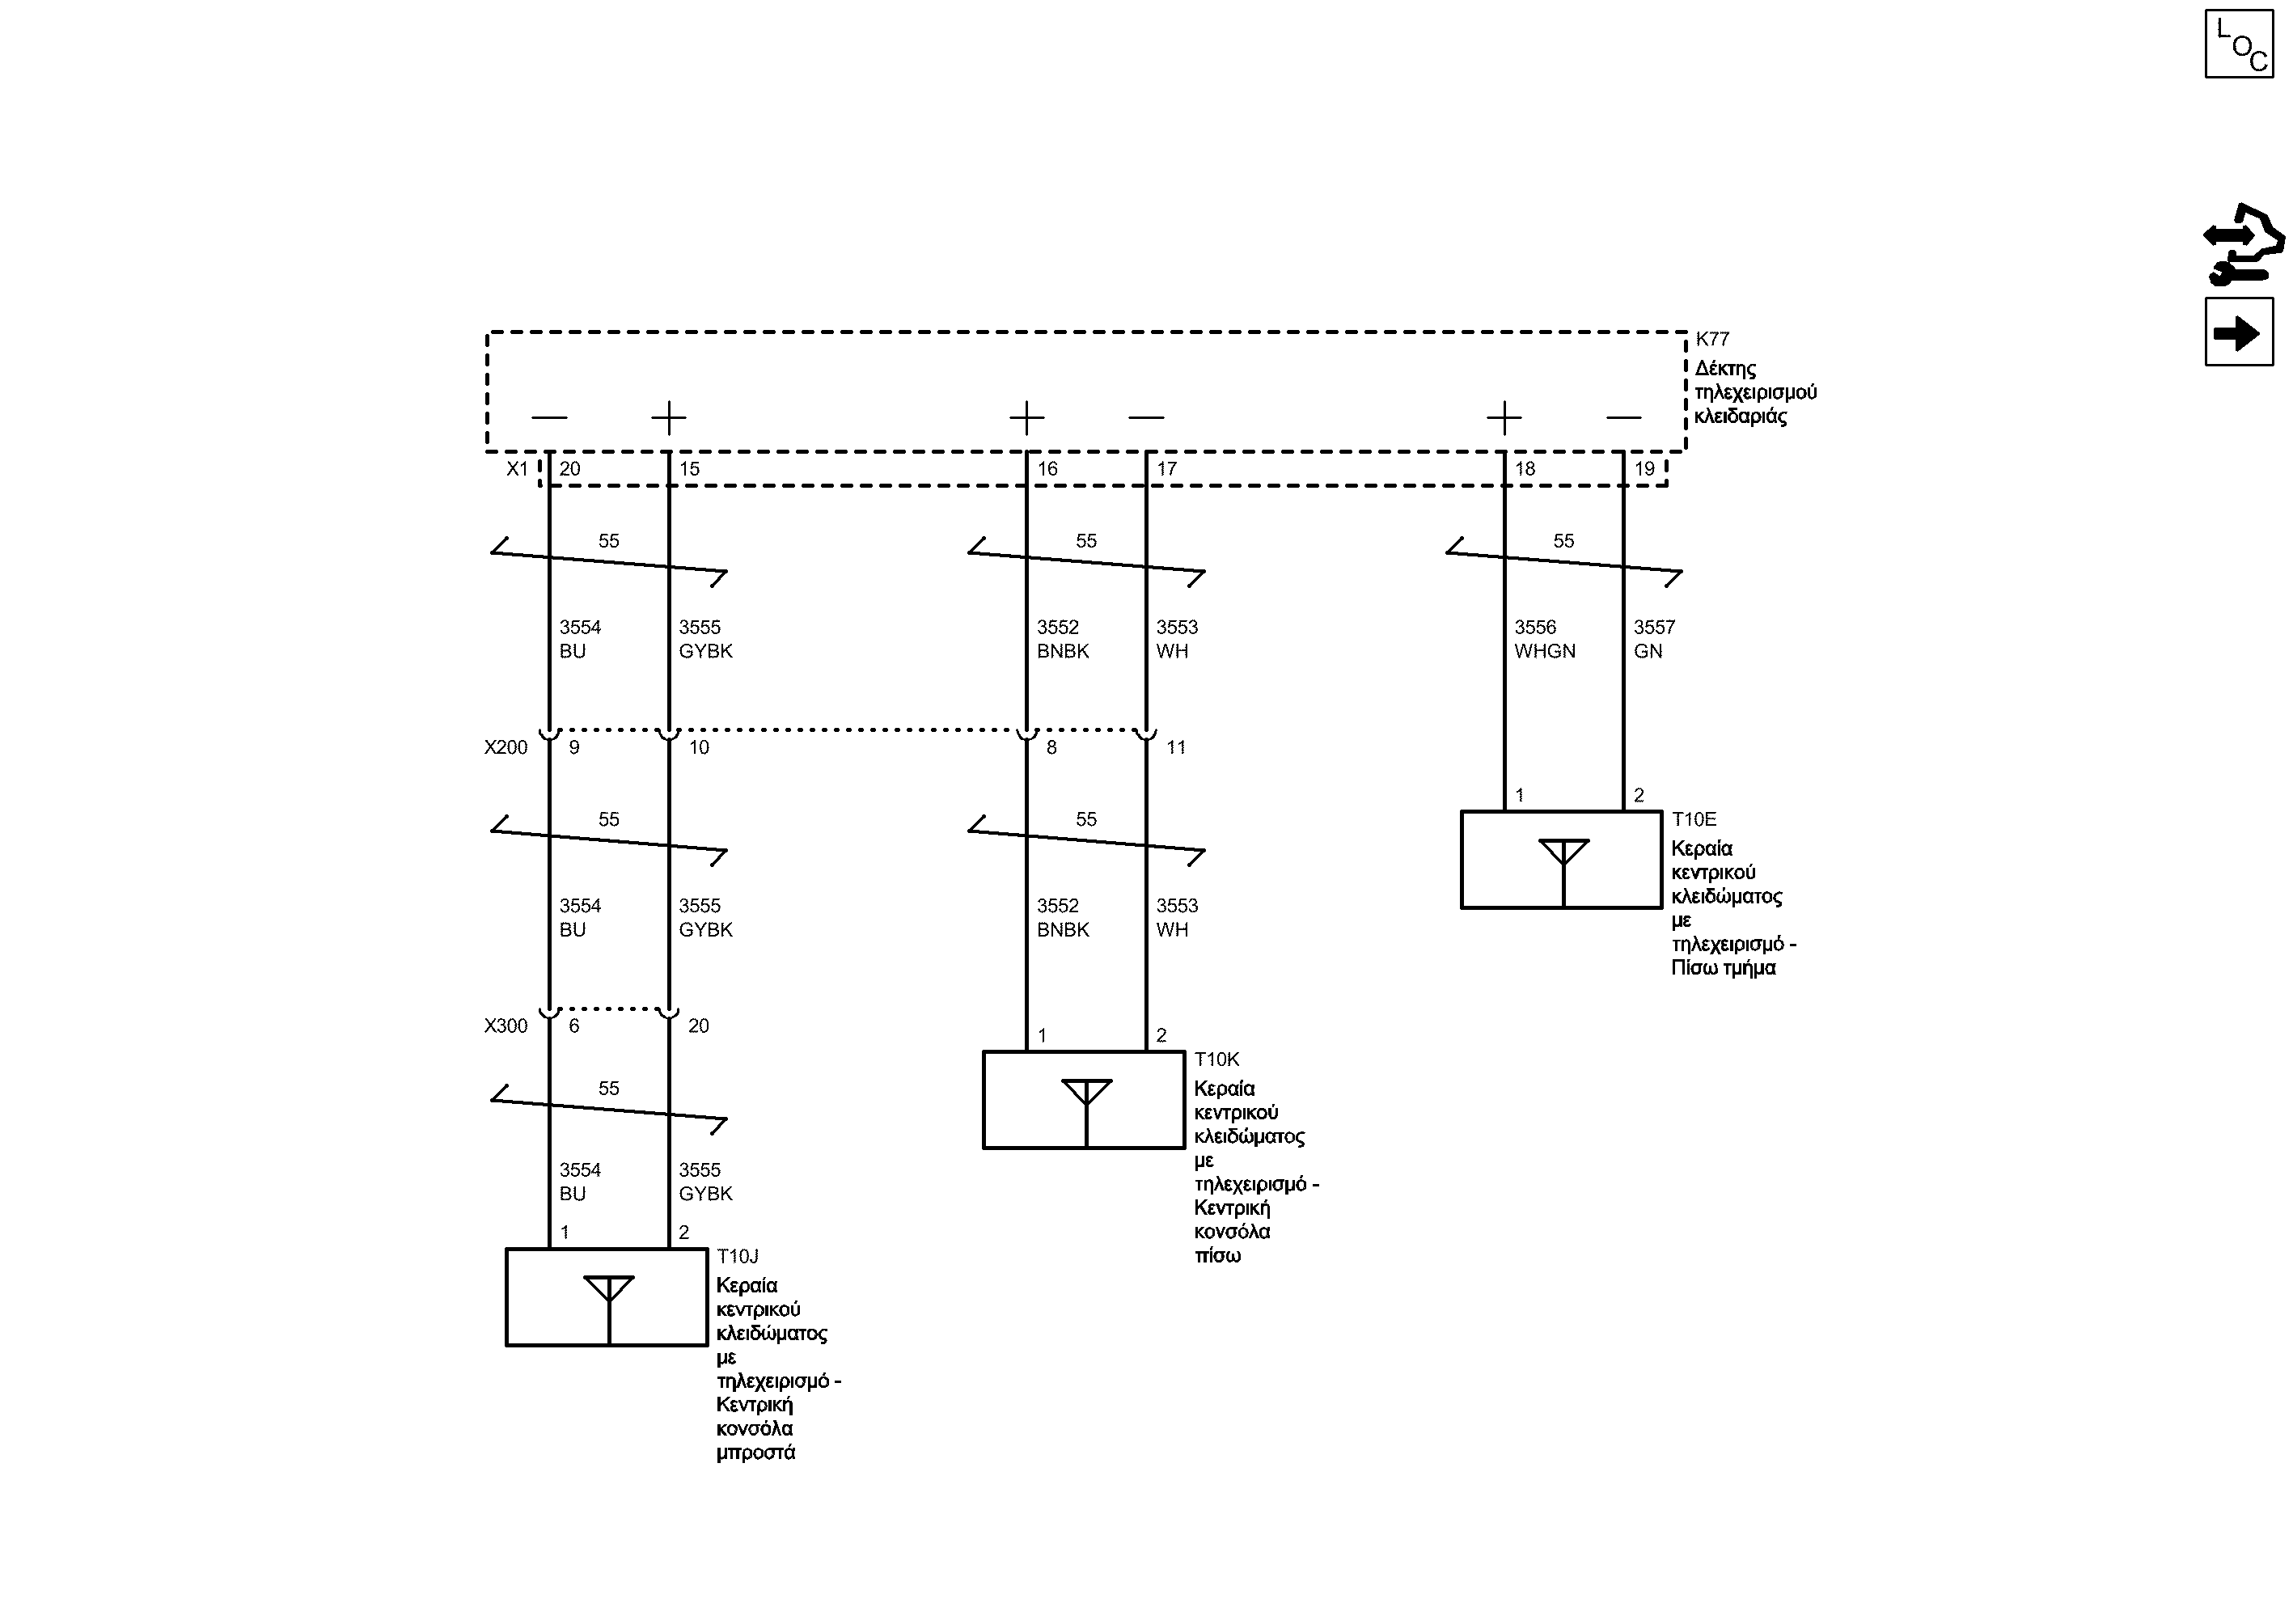 L
O
C
K77
Δέκτης
τηλεχειρισμού
κλειδαριάς
X1 20 15 16 17 18 19
55 55 55
3554 3555 3552 3553 3556 3557
BU GYBK BNBK WH WHGN GN
X200 9 10 8 11
1 2
T10E
Κεραία
κεντρικού
κλειδώματος
με
τηλεχειρισμό -
Πίσω τμήμα
55 55
3554 3555 3552 3553
BU GYBK BNBK WH
X300 6 20
1 2
T10K
Κεραία
κεντρικού
κλειδώματος
με
τηλεχειρισμό -
Κεντρική
κονσόλα
πίσω
55
3554 3555
BU GYBK
1 2
T10J
Κεραία
κεντρικού
κλειδώματος
με
τηλεχειρισμό -
Κεντρική
κονσόλα
μπροστά